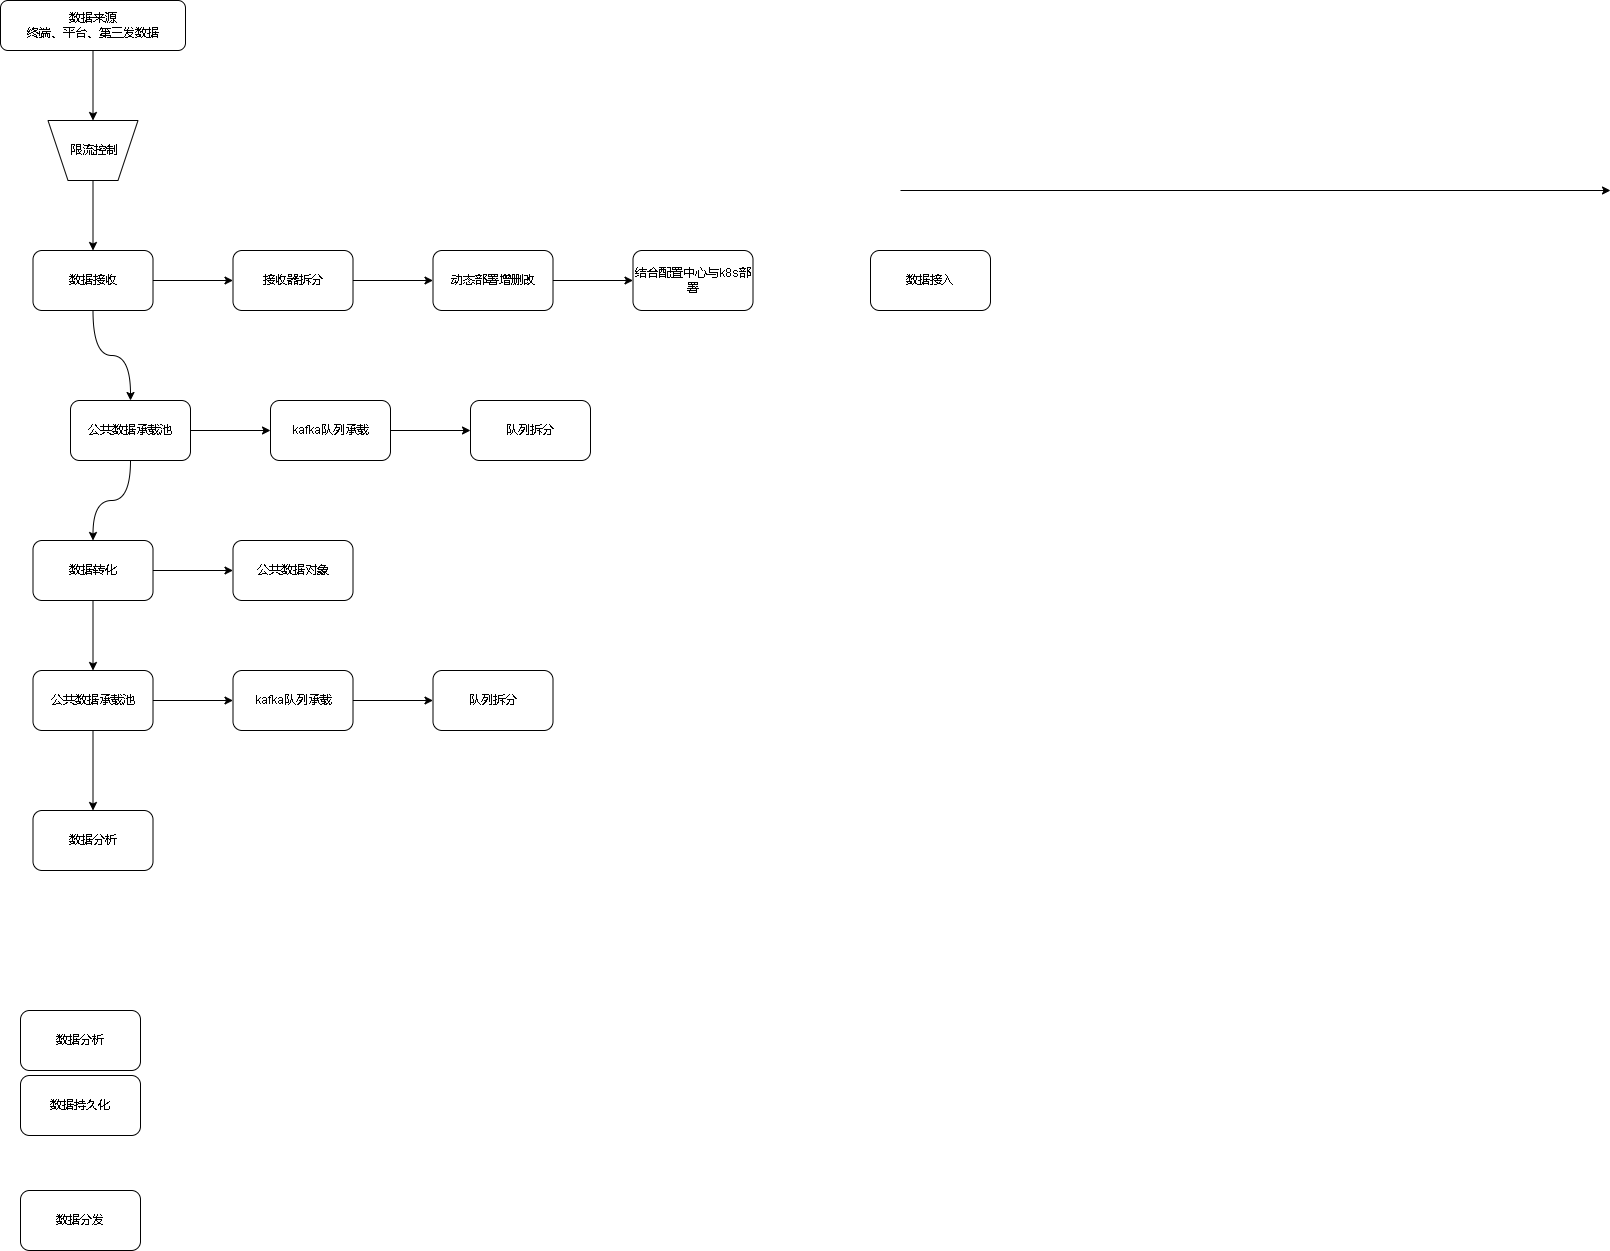 数据来源
终端、平台、第三发数据
限流控制
数据接收
接收器拆分
动态部署增删改
结合配置中心与k8s部
署
数据接入
公共数据承载池
kafka队列承载
队列拆分
数据转化
公共数据对象
公共数据承载池
kafka队列承载
队列拆分
数据分析
数据分析
数据持久化
数据分发